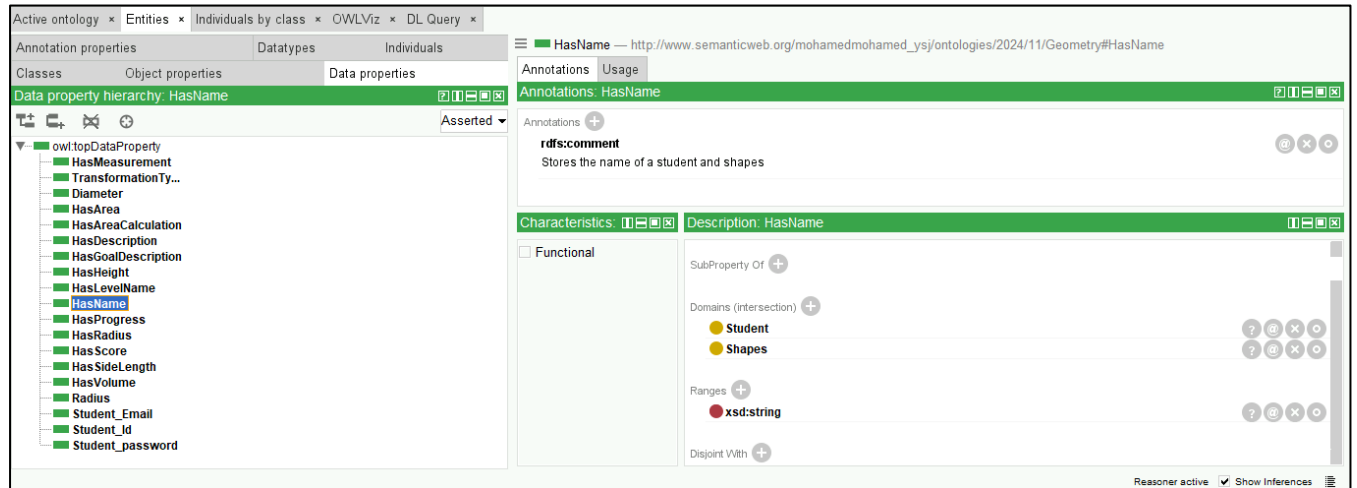 Active ontology × Entities × Individuals by class × OWLViz × DL Query ×
Annotation properties Datatypes Individuals
Classes Object properties Data properties
Data property hierarchy: HasName
Asserted
owl:topDataProperty
HasMeasurement
TransformationTy...
Diameter
HasArea
HasAreaCalculation
HasDescription
HasGoalDescription
HasHeight
HasLevelName
HasName
HasProgress
HasRadius
HasScore
HasSideLength
HasVolume
Radius
Student_Email
Student_Id
Student_password
HasName — http://www.semanticweb.org/mohamedmohamed_ysj/ontologies/2024/11/Geometry#HasName
Annotations Usage
Annotations: HasName
Annotations
rdfs:comment
Stores the name of a student and shapes
Characteristics:
Functional
Description: HasName
SubProperty Of
Domains (intersection)
Student
Shapes
Ranges
xsd:string
Disjoint With
Reasoner active Show Inferences